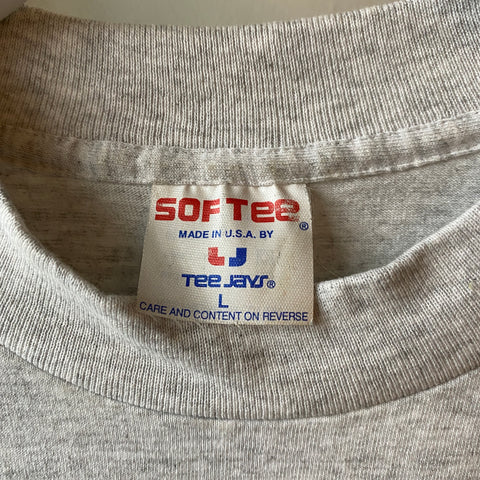 SOFTEE®
MADE IN U.S.A. BY
TEE JAYS®
L
CARE AND CONTENT ON REVERSE